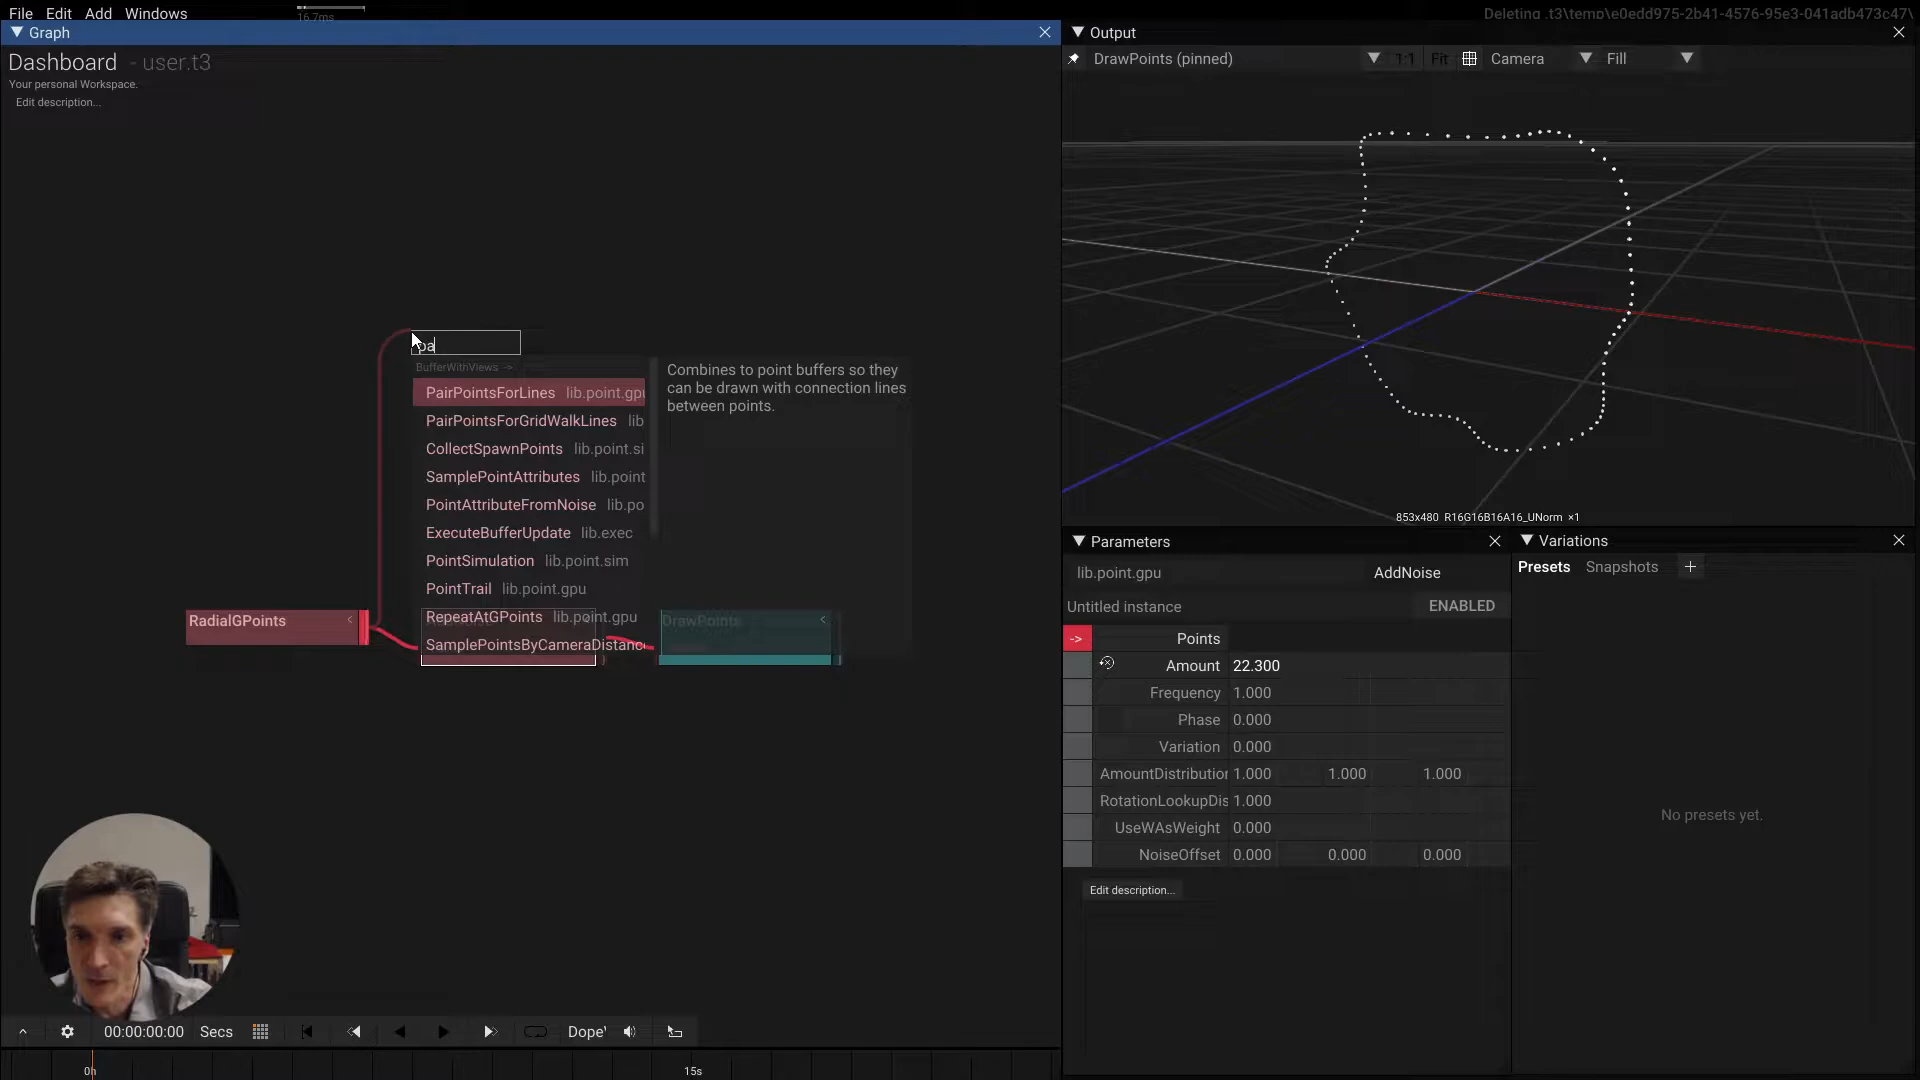 File Edit Add Windows
16.7ms
Deleting .t3\temp\e0edd975-2b41-4576-95e3-041adb473c47\
Graph
Dashboard - user.t3
Your personal Workspace.
Edit description...
pa
BufferWithViews ->
PairPointsForLines lib.point.gpu
PairPointsForGridWalkLines lib
CollectSpawnPoints lib.point.si
SamplePointAttributes lib.point
PointAttributeFromNoise lib.po
ExecuteBufferUpdate lib.exec
PointSimulation lib.point.sim
PointTrail lib.point.gpu
RepeatAtGPoints lib.point.gpu
SamplePointsByCameraDistanc
Combines to point buffers so they
can be drawn with connection lines
between points.
RadialGPoints <
DrawPoints <
Output
DrawPoints (pinned) 1:1 Fit Camera Fill
853x480 R16G16B16A16_UNorm ×1
Parameters
lib.point.gpu AddNoise
Untitled instance ENABLED
-> Points
Amount 22.300
Frequency 1.000
Phase 0.000
Variation 0.000
AmountDistribution 1.000 1.000 1.000
RotationLookupDis 1.000
UseWAsWeight 0.000
NoiseOffset 0.000 0.000 0.000
Edit description...
Variations
Presets Snapshots +
No presets yet.
00:00:00:00 Secs Dope
0h 15s